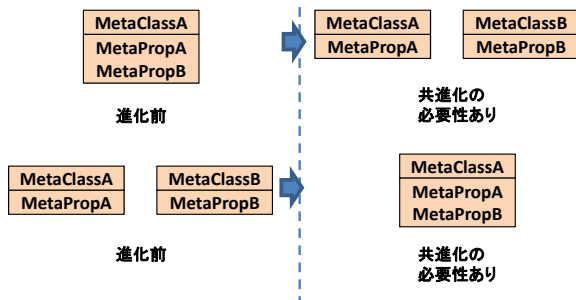 MetaClassA
MetaPropA
MetaPropB
進化前
MetaClassA
MetaPropA
MetaClassB
MetaPropB
共進化の
必要性あり
MetaClassA
MetaPropA
MetaClassB
MetaPropB
進化前
MetaClassA
MetaPropA
MetaPropB
共進化の
必要性あり